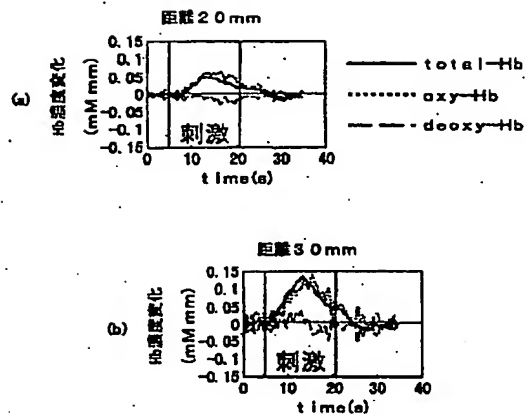 距離20mm
(a)
Hb濃度変化
(mM mm)
0.15
0.1
0.05
0
-0.05
-0.1
-0.15
刺激
0 10 20 30 40
time(s)
total-Hb
oxy-Hb
deoxy-Hb
距離30mm
(b)
Hb濃度変化
(mM mm)
0.15
0.1
0.05
0
-0.05
-0.1
-0.15
刺激
0 10 20 30 40
time(s)